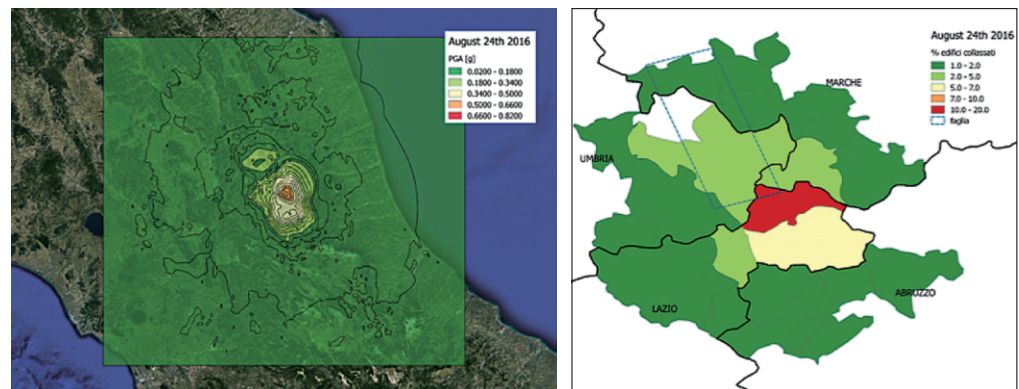 August 24th 2016
PGA [g]
0.0200 - 0.1800
0.1800 - 0.3400
0.3400 - 0.5000
0.5000 - 0.6600
0.6600 - 0.8200
August 24th 2016
% edifici collassati
1.0 - 2.0
2.0 - 5.0
5.0 - 7.0
7.0 - 10.0
10.0 - 20.0
faglia
MARCHE
UMBRIA
ABRUZZO
LAZIO